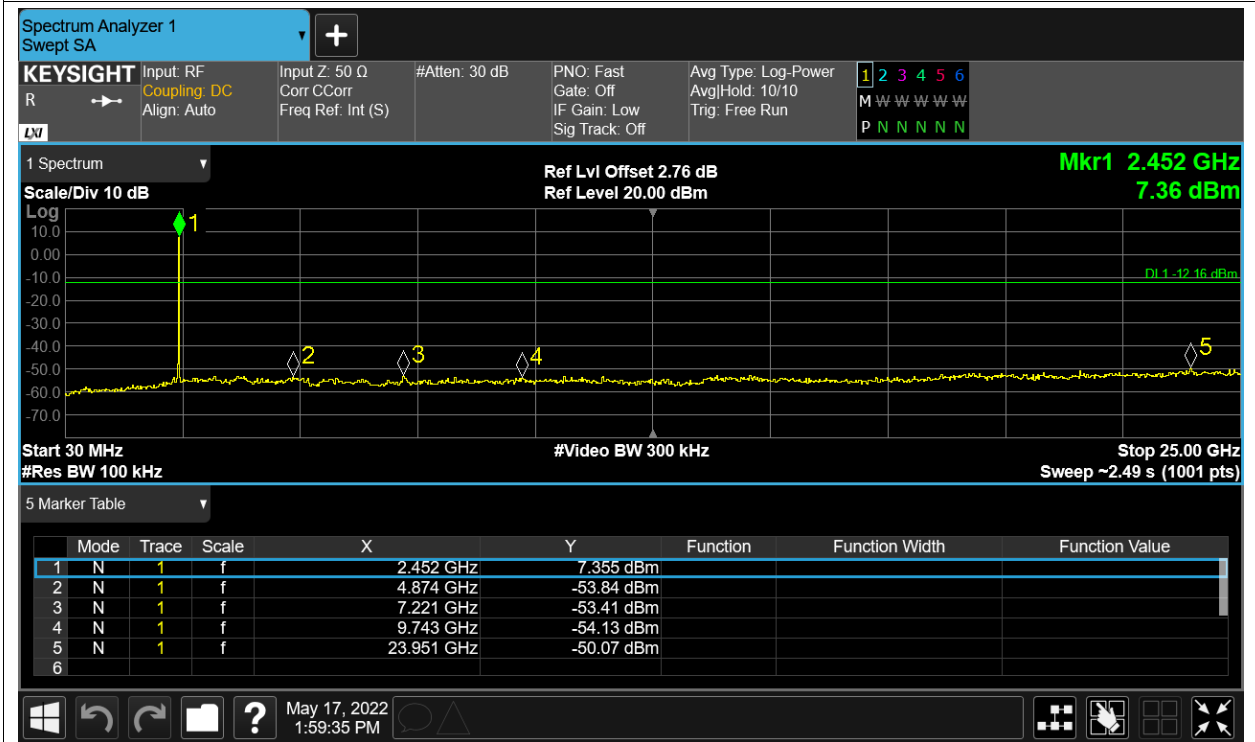 Spectrum Analyzer 1
Swept SA
KEYSIGHT
R
LXI
Input: RF
Coupling: DC
Align: Auto
Input Z: 50 Ω
Corr CCorr
Freq Ref: Int (S)
#Atten: 30 dB
PNO: Fast
Gate: Off
IF Gain: Low
Sig Track: Off
Avg Type: Log-Power
Avg|Hold: 10/10
Trig: Free Run
1 2 3 4 5 6
M W W W W W
P N N N N N
1 Spectrum
Scale/Div 10 dB
Ref Lvl Offset 2.76 dB
Ref Level 20.00 dBm
Mkr1 2.452 GHz
7.36 dBm
Log
10.0
0.00
-10.0
-20.0
-30.0
-40.0
-50.0
-60.0
-70.0
1
2
3
4
5
DL1 -12.16 dBm
Start 30 MHz
#Res BW 100 kHz
#Video BW 300 kHz
Stop 25.00 GHz
Sweep ~2.49 s (1001 pts)
5 Marker Table
Mode Trace Scale X Y Function Function Width Function Value
1 N 1 f 2.452 GHz 7.355 dBm
2 N 1 f 4.874 GHz -53.84 dBm
3 N 1 f 7.221 GHz -53.41 dBm
4 N 1 f 9.743 GHz -54.13 dBm
5 N 1 f 23.951 GHz -50.07 dBm
6
?
May 17, 2022
1:59:35 PM